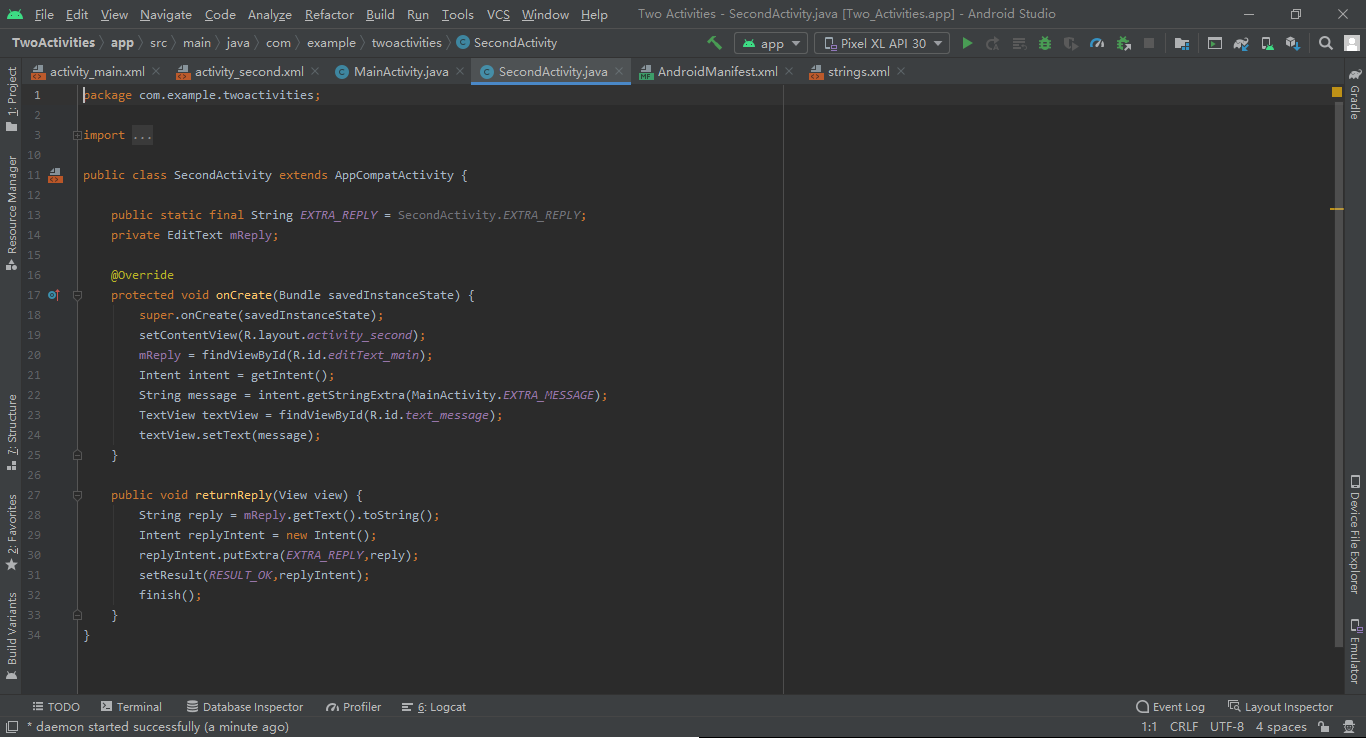 File Edit View Navigate Code Analyze Refactor Build Run Tools VCS Window Help Two Activities - SecondActivity.java [Two_Activities.app] - Android Studio
TwoActivities app src main java com example twoactivities SecondActivity app Pixel XL API 30
activity_main.xml activity_second.xml MainActivity.java SecondActivity.java AndroidManifest.xml strings.xml
1: Project
Resource Manager
7: Structure
2: Favorites
Build Variants
1 package com.example.twoactivities;
2
3 import ...
10
11 public class SecondActivity extends AppCompatActivity {
12
13 public static final String EXTRA_REPLY = SecondActivity.EXTRA_REPLY;
14 private EditText mReply;
15
16 @Override
17 protected void onCreate(Bundle savedInstanceState) {
18 super.onCreate(savedInstanceState);
19 setContentView(R.layout.activity_second);
20 mReply = findViewById(R.id.editText_main);
21 Intent intent = getIntent();
22 String message = intent.getStringExtra(MainActivity.EXTRA_MESSAGE);
23 TextView textView = findViewById(R.id.text_message);
24 textView.setText(message);
25 }
26
27 public void returnReply(View view) {
28 String reply = mReply.getText().toString();
29 Intent replyIntent = new Intent();
30 replyIntent.putExtra(EXTRA_REPLY,reply);
31 setResult(RESULT_OK,replyIntent);
32 finish();
33 }
34 }
Gradle
Device File Explorer
Emulator
TODO Terminal Database Inspector Profiler 6: Logcat Event Log Layout Inspector
* daemon started successfully (a minute ago) 1:1 CRLF UTF-8 4 spaces